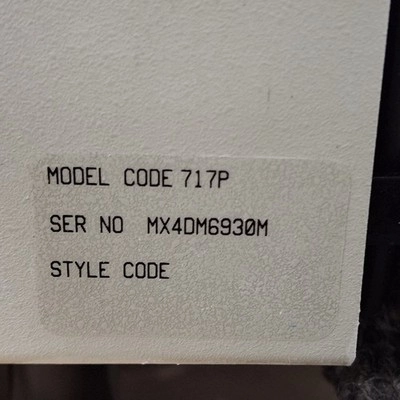 MODEL CODE 717P
SER NO MX4DM6930M
STYLE CODE